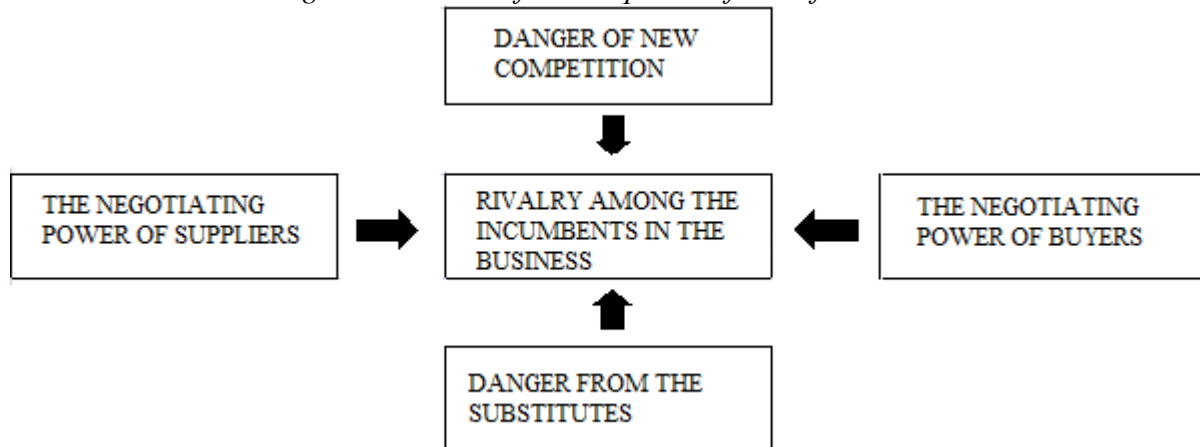 DANGER OF NEW
COMPETITION
THE NEGOTIATING
POWER OF SUPPLIERS
RIVALRY AMONG THE
INCUMBENTS IN THE
BUSINESS
THE NEGOTIATING
POWER OF BUYERS
DANGER FROM THE
SUBSTITUTES